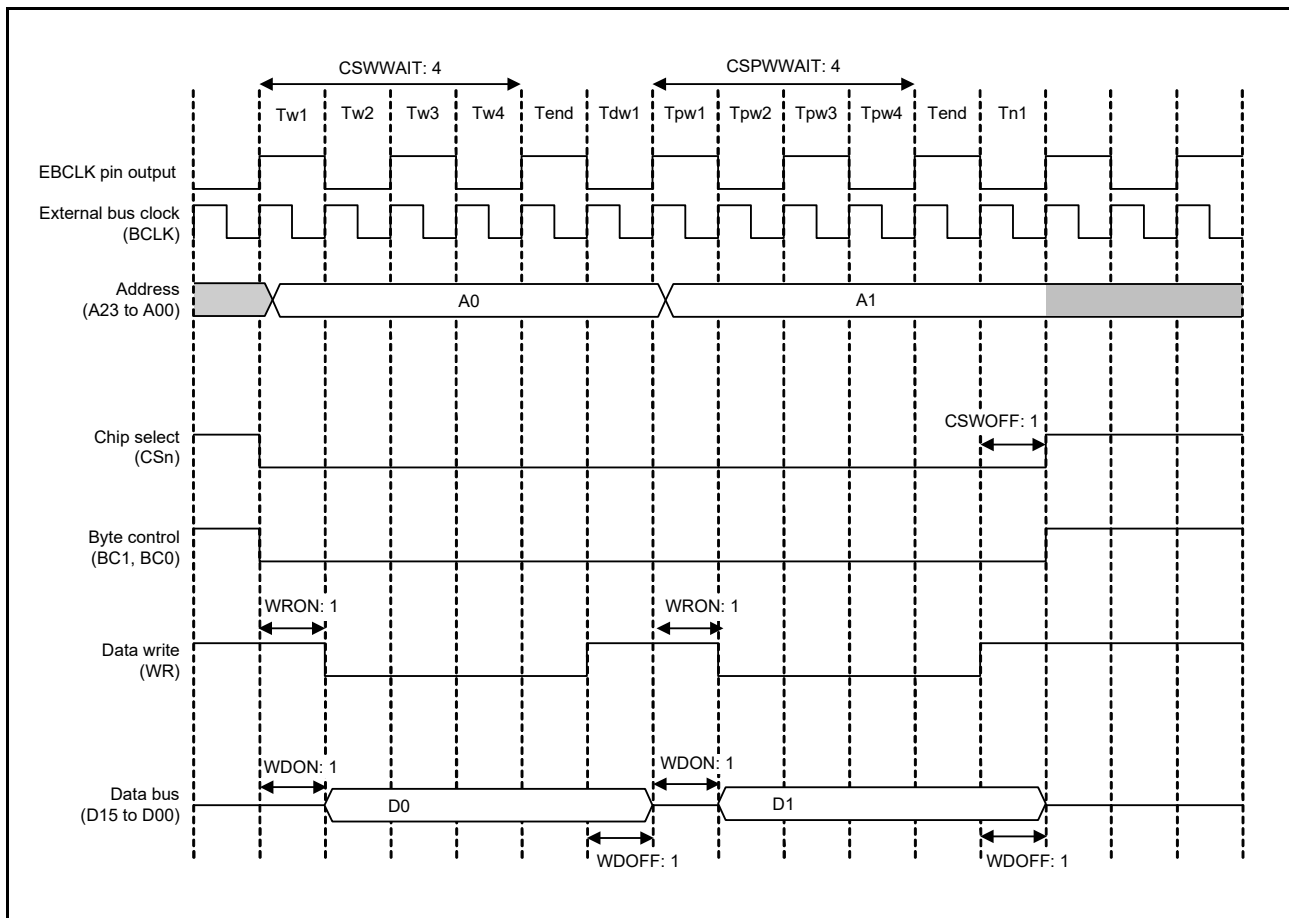 CSWWAIT: 4
CSPWWAIT: 4
Tw1 Tw2 Tw3 Tw4 Tend Tdw1 Tpw1 Tpw2 Tpw3 Tpw4 Tend Tn1
EBCLK pin output
External bus clock
(BCLK)
Address
(A23 to A00)
A0
A1
CSWOFF: 1
Chip select
(CSn)
Byte control
(BC1, BC0)
WRON: 1
WRON: 1
Data write
(WR)
WDON: 1
WDON: 1
Data bus
(D15 to D00)
D0
D1
WDOFF: 1
WDOFF: 1